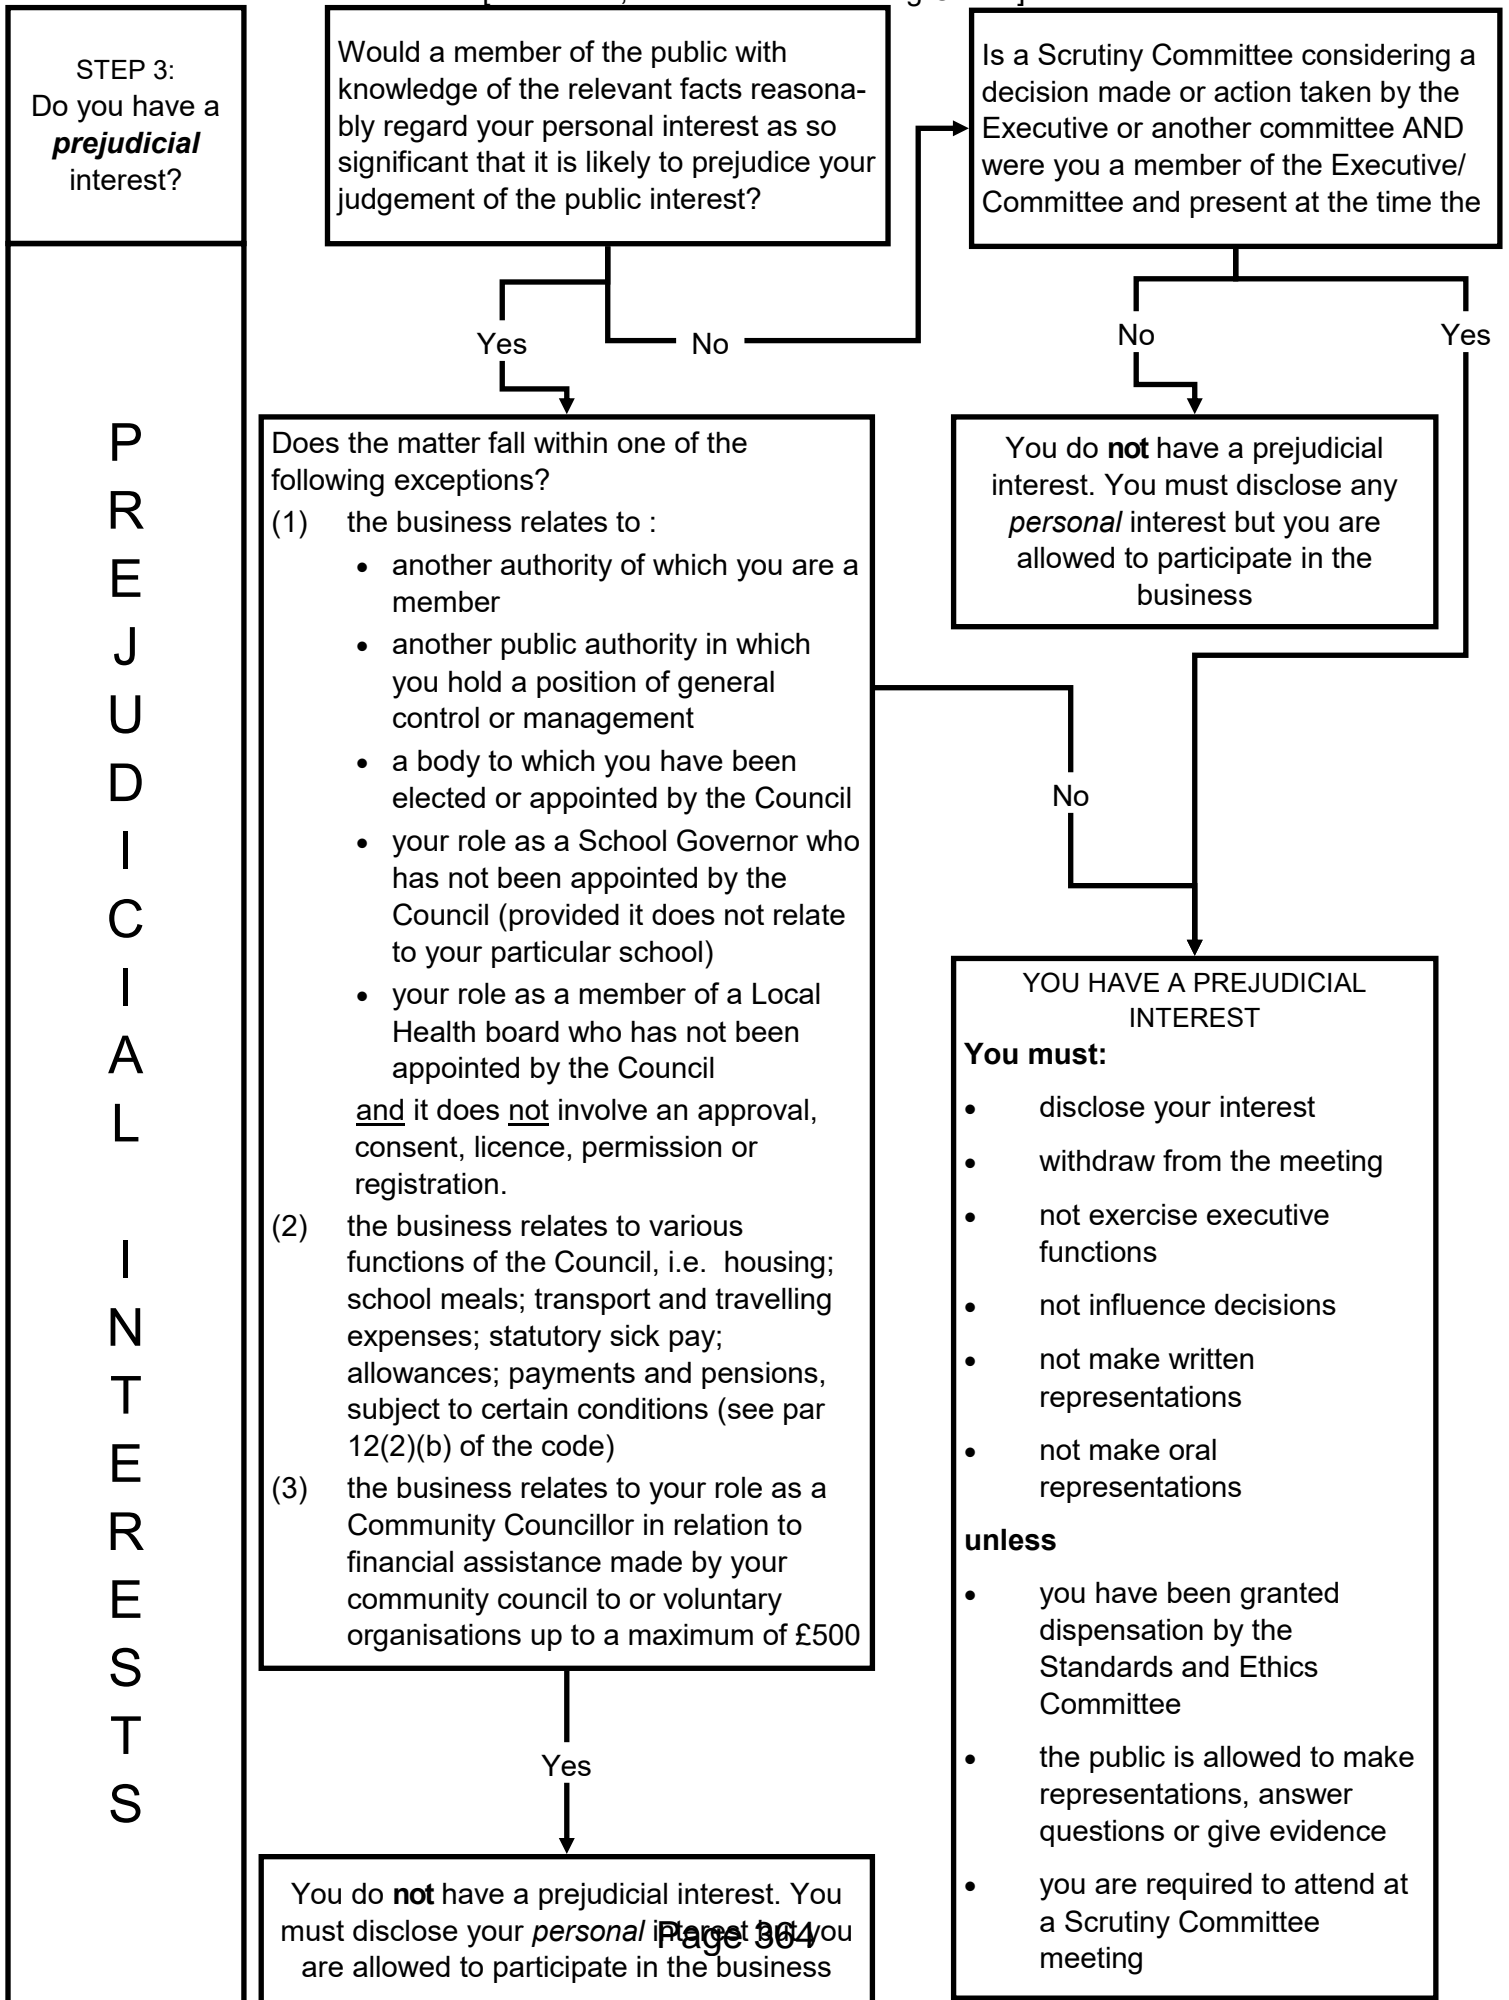 STEP 3:
Do you have a
prejudicial
interest?
P
R
E
J
U
D
I
C
I
A
L
I
N
T
E
R
E
S
T
S
Would a member of the public with
knowledge of the relevant facts reasona-
bly regard your personal interest as so
significant that it is likely to prejudice your
judgement of the public interest?
Is a Scrutiny Committee considering a
decision made or action taken by the
Executive or another committee AND
were you a member of the Executive/
Committee and present at the time the
Yes
No
No
Yes
Does the matter fall within one of the
following exceptions?
(1) the business relates to :
• another authority of which you are a
member
• another public authority in which
you hold a position of general
control or management
• a body to which you have been
elected or appointed by the Council
• your role as a School Governor who
has not been appointed by the
Council (provided it does not relate
to your particular school)
• your role as a member of a Local
Health board who has not been
appointed by the Council
and it does not involve an approval,
consent, licence, permission or
registration.
(2) the business relates to various
functions of the Council, i.e. housing;
school meals; transport and travelling
expenses; statutory sick pay;
allowances; payments and pensions,
subject to certain conditions (see par
12(2)(b) of the code)
(3) the business relates to your role as a
Community Councillor in relation to
financial assistance made by your
community council to or voluntary
organisations up to a maximum of £500
You do not have a prejudicial
interest. You must disclose any
personal interest but you are
allowed to participate in the
business
No
YOU HAVE A PREJUDICIAL
INTEREST
You must:
• disclose your interest
• withdraw from the meeting
• not exercise executive
functions
• not influence decisions
• not make written
representations
• not make oral
representations
unless
• you have been granted
dispensation by the
Standards and Ethics
Committee
• the public is allowed to make
representations, answer
questions or give evidence
• you are required to attend at
a Scrutiny Committee
meeting
Yes
You do not have a prejudicial interest. You
must disclose your personal interest but you
are allowed to participate in the business
Page 364